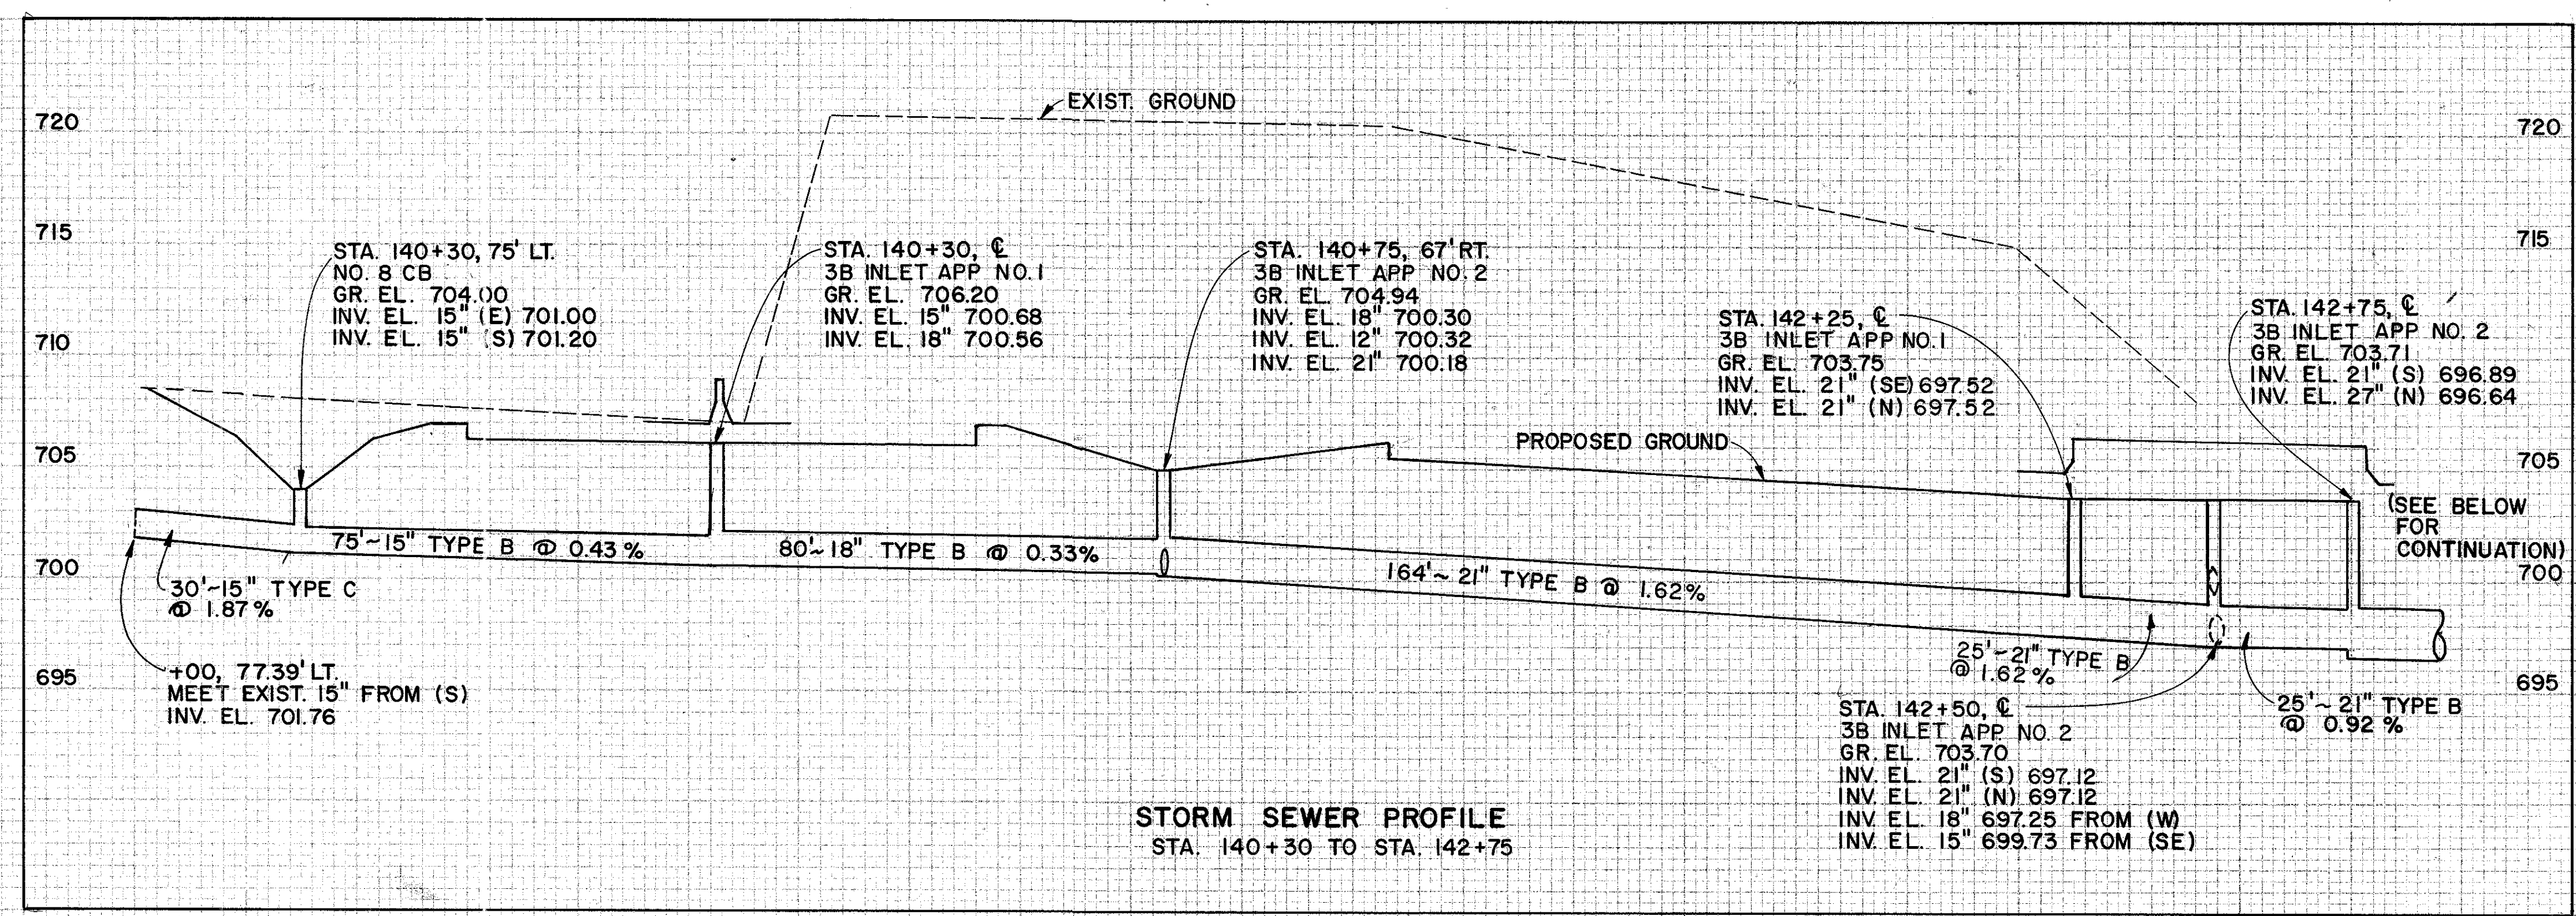 EXIST. GROUND
720
720
715
715
STA. 140+30, 75' LT.
NO. 8 CB
GR. EL. 704.00
INV. EL. 15" (E) 701.00
INV. EL. 15" (S) 701.20
STA. 140+30, ℄
3B INLET APP NO. 1
GR. EL. 706.20
INV. EL. 15" 700.68
INV. EL. 18" 700.56
STA. 140+75, 67' RT.
3B INLET APP NO. 2
GR. EL. 704.94
INV. EL. 18" 700.30
INV. EL. 12" 700.32
INV. EL. 21" 700.18
STA. 142+25, ℄
3B INLET APP NO. 1
GR. EL. 703.75
INV. EL. 21" (SE) 697.52
INV. EL. 21" (N) 697.52
STA. 142+75, ℄
3B INLET APP NO. 2
GR. EL. 703.71
INV. EL. 21" (S) 696.89
INV. EL. 27" (N) 696.64
710
PROPOSED GROUND
705
705
(SEE BELOW
FOR
CONTINUATION)
75'~15" TYPE B @ 0.43%
80'~18" TYPE B @ 0.33%
164'~21" TYPE B @ 1.62%
700
700
30'~15" TYPE C
@ 1.87%
25'~21" TYPE B
@ 1.62%
+00, 77.39' LT.
MEET EXIST. 15" FROM (S)
INV. EL. 701.76
695
695
25'~21" TYPE B
@ 0.92%
STA. 142+50, ℄
3B INLET APP. NO. 2
GR. EL. 703.70
INV. EL. 21" (S) 697.12
INV. EL. 21" (N) 697.12
INV. EL. 18" 697.25 FROM (W)
INV. EL. 15" 699.73 FROM (SE)
STORM SEWER PROFILE
STA. 140+30 TO STA. 142+75